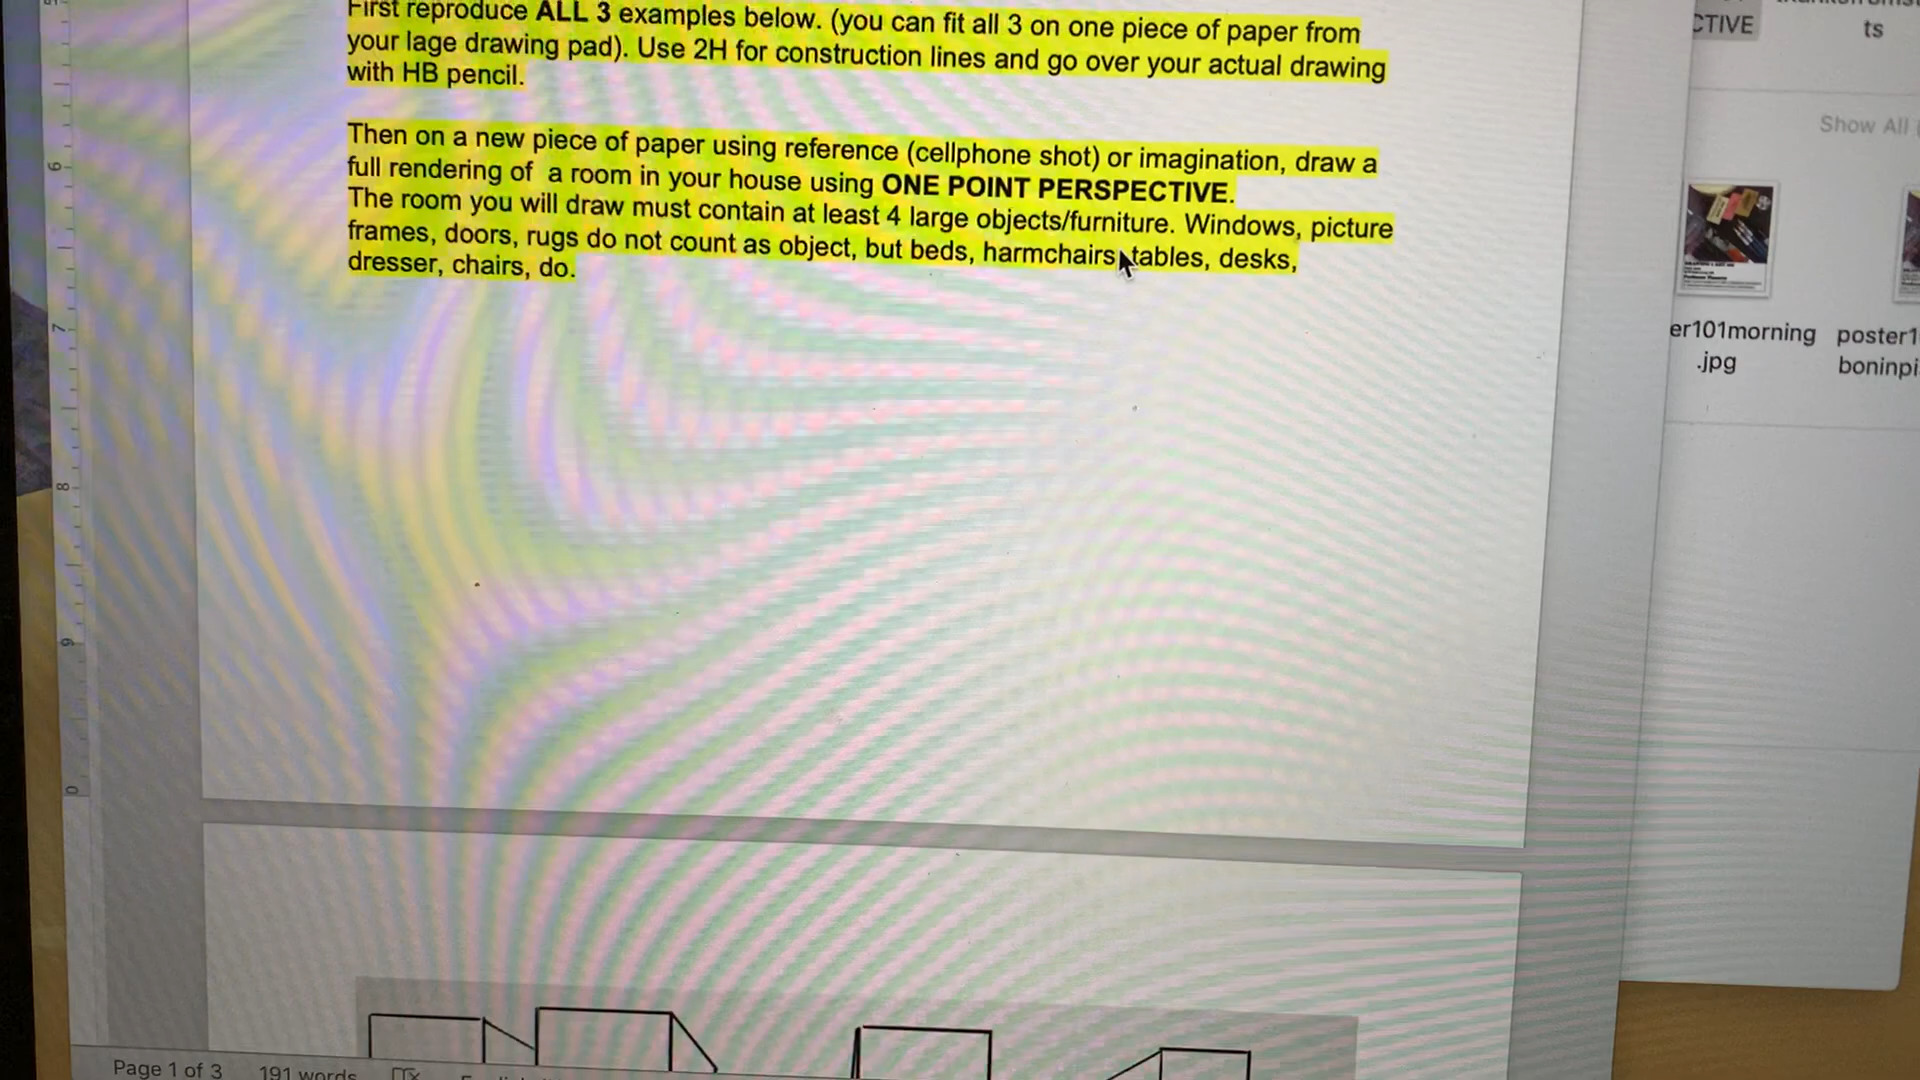 First reproduce ALL 3 examples below. (you can fit all 3 on one piece of paper from
your lage drawing pad). Use 2H for construction lines and go over your actual drawing
with HB pencil.
Then on a new piece of paper using reference (cellphone shot) or imagination, draw a
full rendering of a room in your house using ONE POINT PERSPECTIVE.
The room you will draw must contain at least 4 large objects/furniture. Windows, picture
frames, doors, rugs do not count as object, but beds, harmchairs tables, desks,
dresser, chairs, do.
CTIVE
ts
Show All
er101morning
.jpg
poster1
boninpi
6
7
8
9
0
Page 1 of 3
191 words